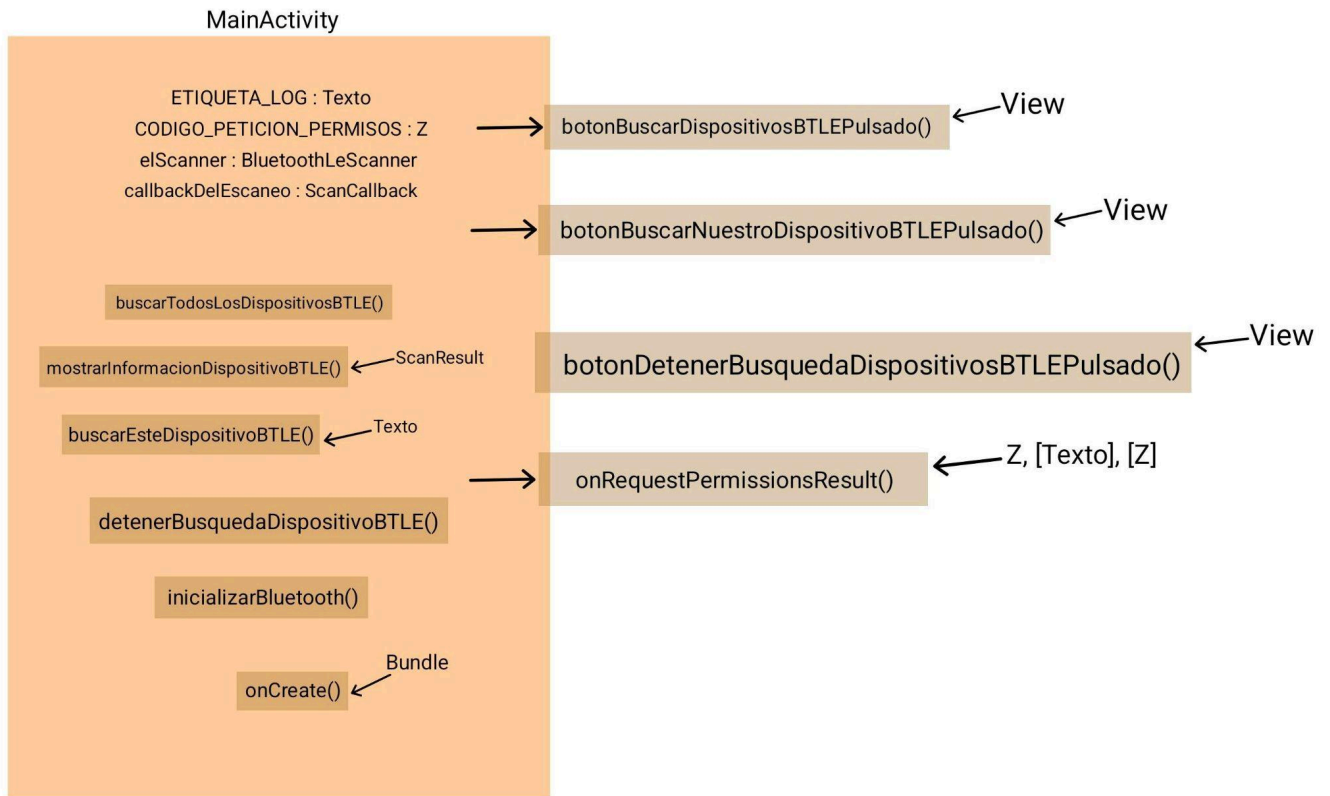 MainActivity
ETIQUETA_LOG : Texto
CODIGO_PETICION_PERMISOS : Z
elScanner : BluetoothLeScanner
callbackDelEscaneo : ScanCallback
botonBuscarDispositivosBTLEPulsado()
View
botonBuscarNuestroDispositivoBTLEPulsado()
View
buscarTodosLosDispositivosBTLE()
mostrarInformacionDispositivoBTLE()
ScanResult
botonDetenerBusquedaDispositivosBTLEPulsado()
View
buscarEsteDispositivoBTLE()
Texto
onRequestPermissionsResult()
Z, [Texto], [Z]
detenerBusquedaDispositivoBTLE()
inicializarBluetooth()
onCreate()
Bundle